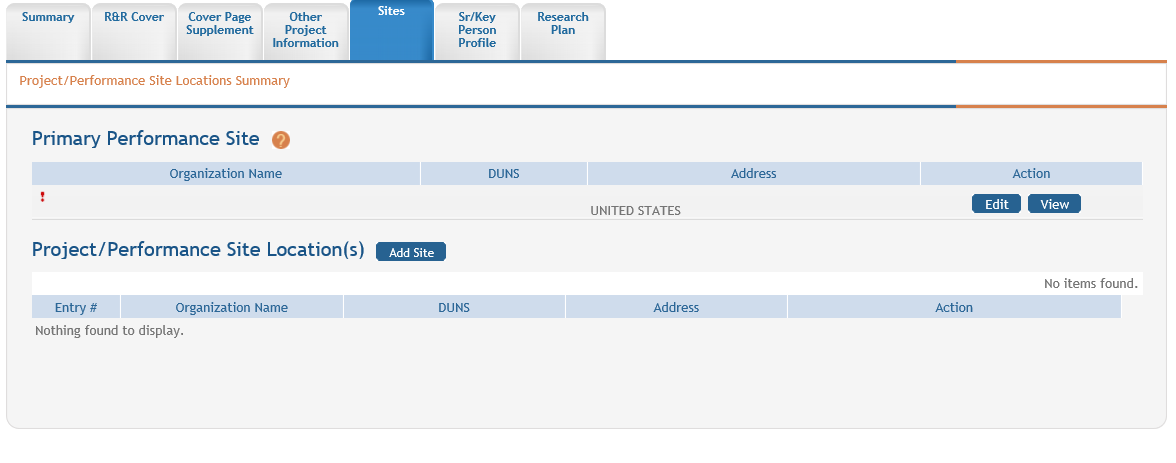 Summary
R&R Cover
Cover Page
Supplement
Other
Project
Information
Sites
Sr/Key
Person
Profile
Research
Plan
Project/Performance Site Locations Summary
Primary Performance Site ?
Organization Name DUNS Address Action
! UNITED STATES Edit View
Project/Performance Site Location(s) Add Site
No items found.
Entry # Organization Name DUNS Address Action
Nothing found to display.